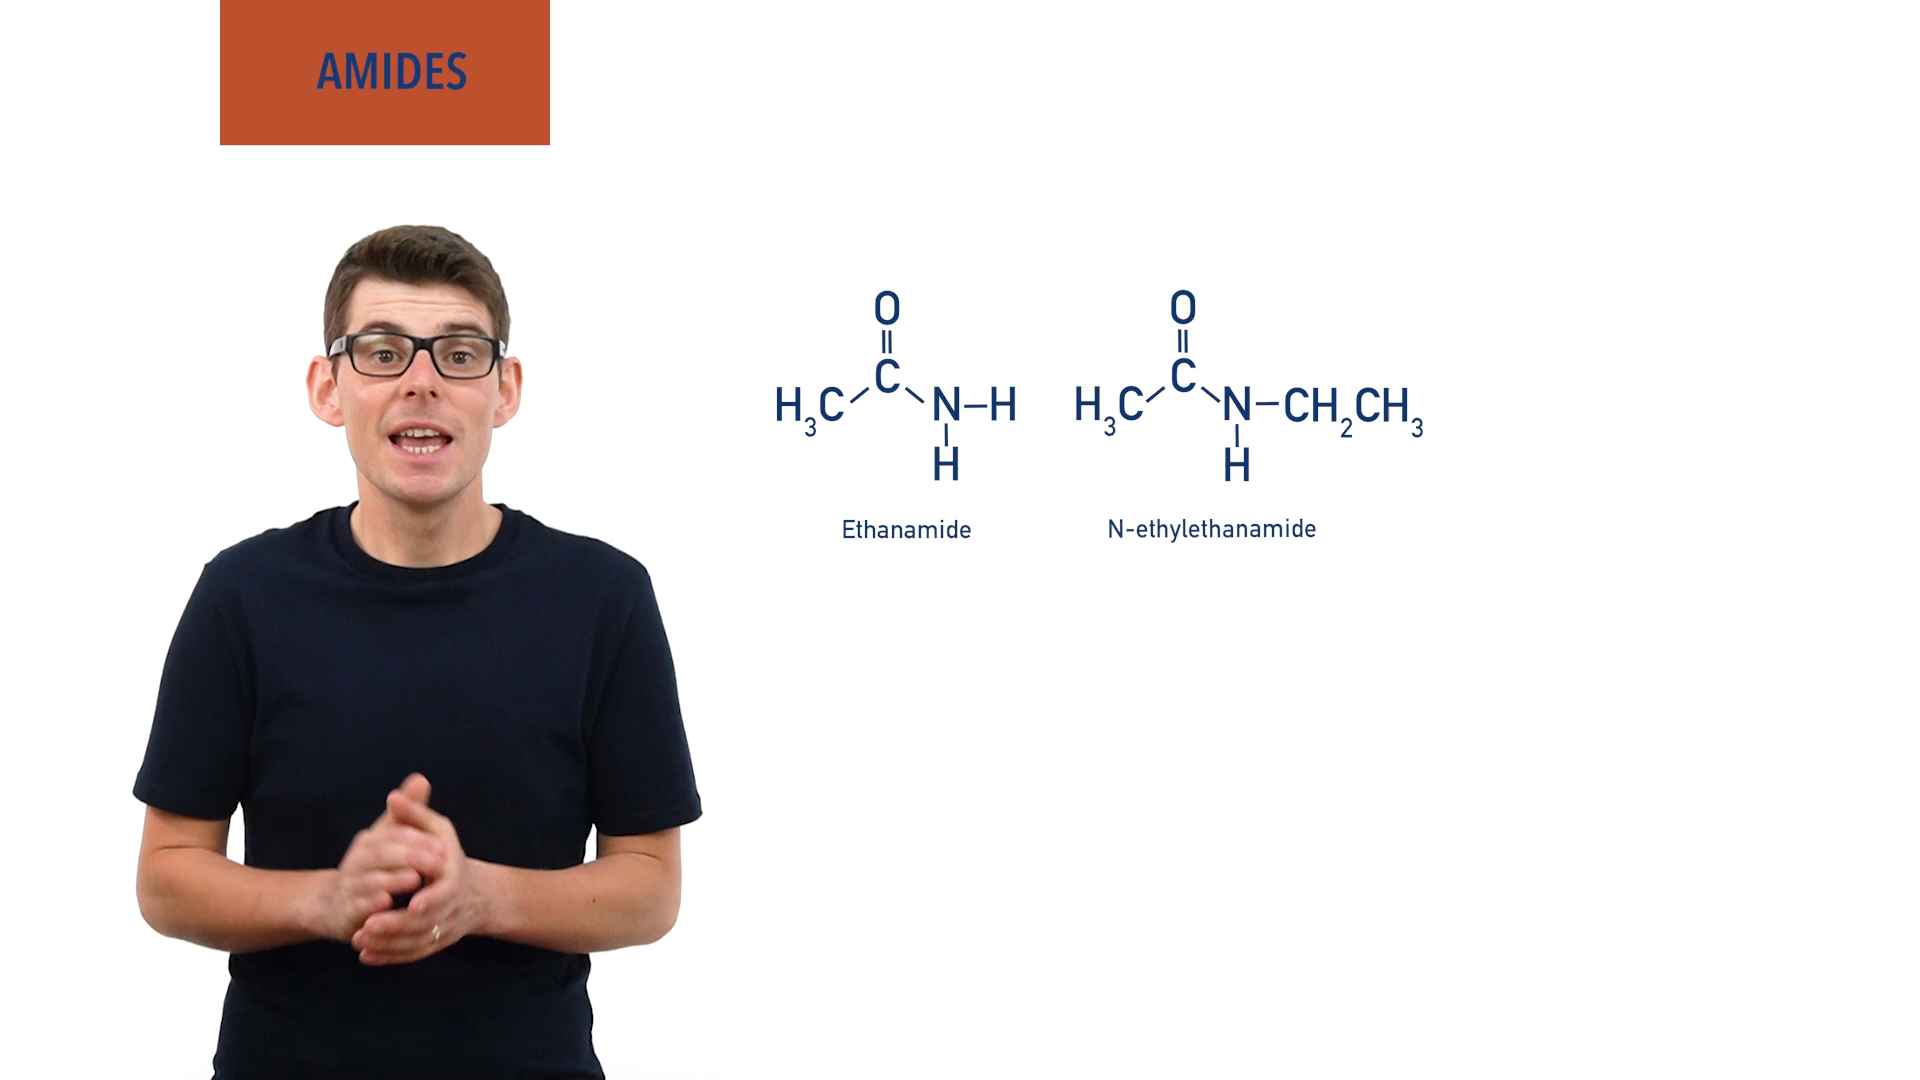 AMIDES
O
C
H₃C
N–H
H
Ethanamide
O
C
H₃C
N–CH₂CH₃
H
N-ethylethanamide